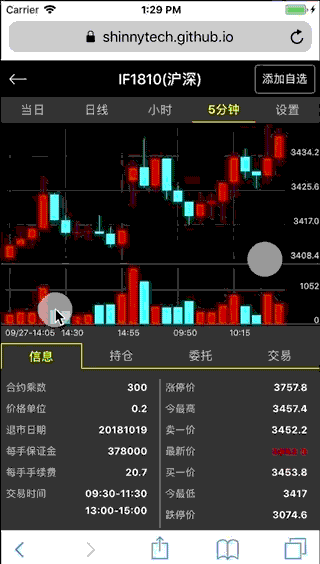 Carrier 1:29 PM
shinnytech.github.io
IF1810(沪深) 添加自选
当日 日线 小时 5分钟 设置
3434.2
3425.6
3417.0
3408.4
1052
0
09/27-14:05 14:30 14:55 09:50 10:15
信息 持仓 委托 交易
合约乘数 300 涨停价 3757.8
价格单位 0.2 今最高 3457.4
退市日期 20181019 卖一价 3452.2
每手保证金 378000 最新价
每手手续费 20.7 买一价 3453.8
交易时间 09:30-11:30 今最低 3417
13:00-15:00 跌停价 3074.6